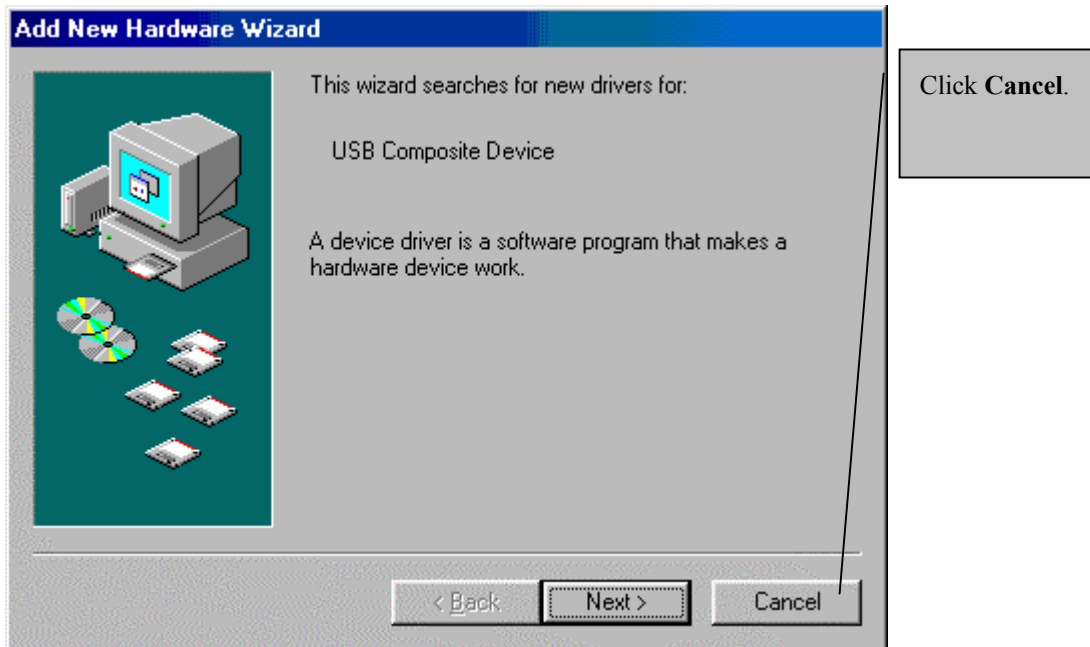 Add New Hardware Wizard
This wizard searches for new drivers for:
USB Composite Device
A device driver is a software program that makes a
hardware device work.
< Back
Next >
Cancel
Click Cancel.